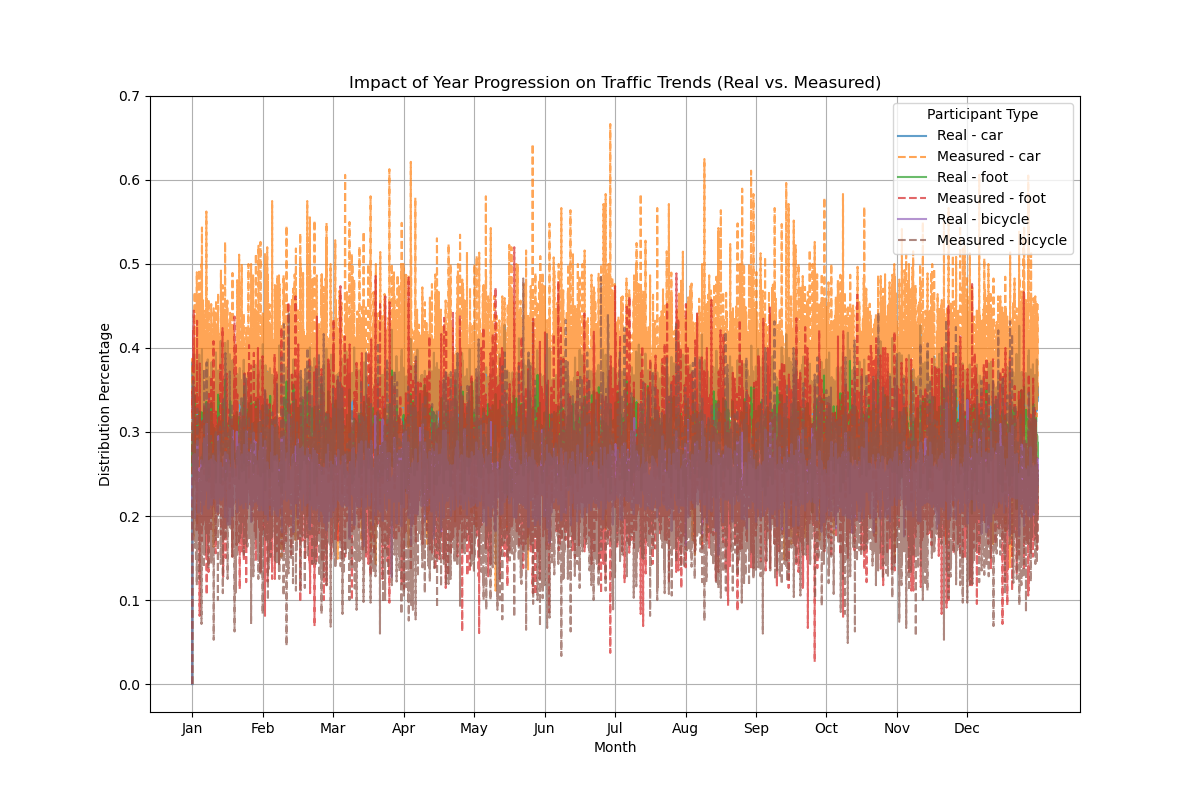 Impact of Year Progression on Traffic Trends (Real vs. Measured)
Participant Type
Real - car
Measured - car
Real - foot
Measured - foot
Real - bicycle
Measured - bicycle
Distribution Percentage
0.7
0.6
0.5
0.4
0.3
0.2
0.1
0.0
Jan Feb Mar Apr May Jun Jul Aug Sep Oct Nov Dec
Month